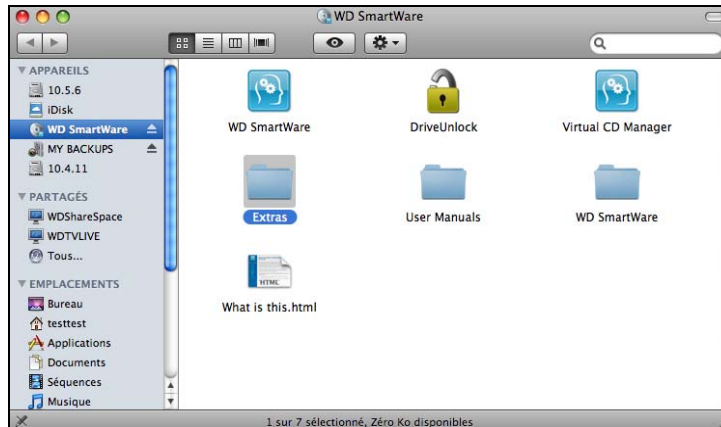 WD SmartWare
APPAREILS
10.5.6
iDisk
WD SmartWare
MY BACKUPS
10.4.11
PARTAGÉS
WDShareSpace
WDTVLIVE
Tous...
EMPLACEMENTS
Bureau
testtest
Applications
Documents
Séquences
Musique
WD SmartWare
DriveUnlock
Virtual CD Manager
Extras
User Manuals
WD SmartWare
HTML
What is this.html
1 sur 7 sélectionné, Zéro Ko disponibles